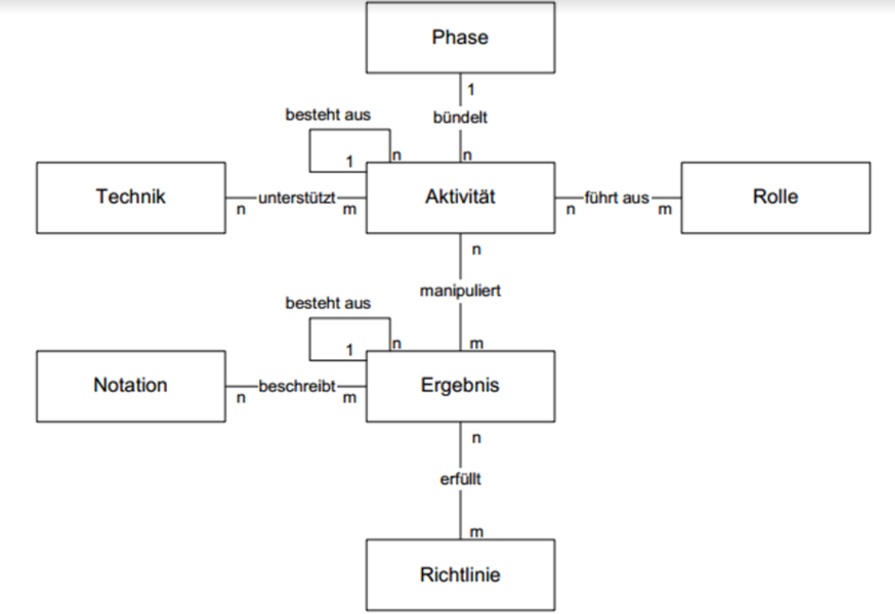 Phase
1
besteht aus
bündelt
1
n
n
Technik
unterstützt
Aktivität
führt aus
Rolle
n
m
n
m
n
manipuliert
besteht aus
1
n
m
Notation
beschreibt
Ergebnis
n
m
n
erfüllt
m
Richtlinie